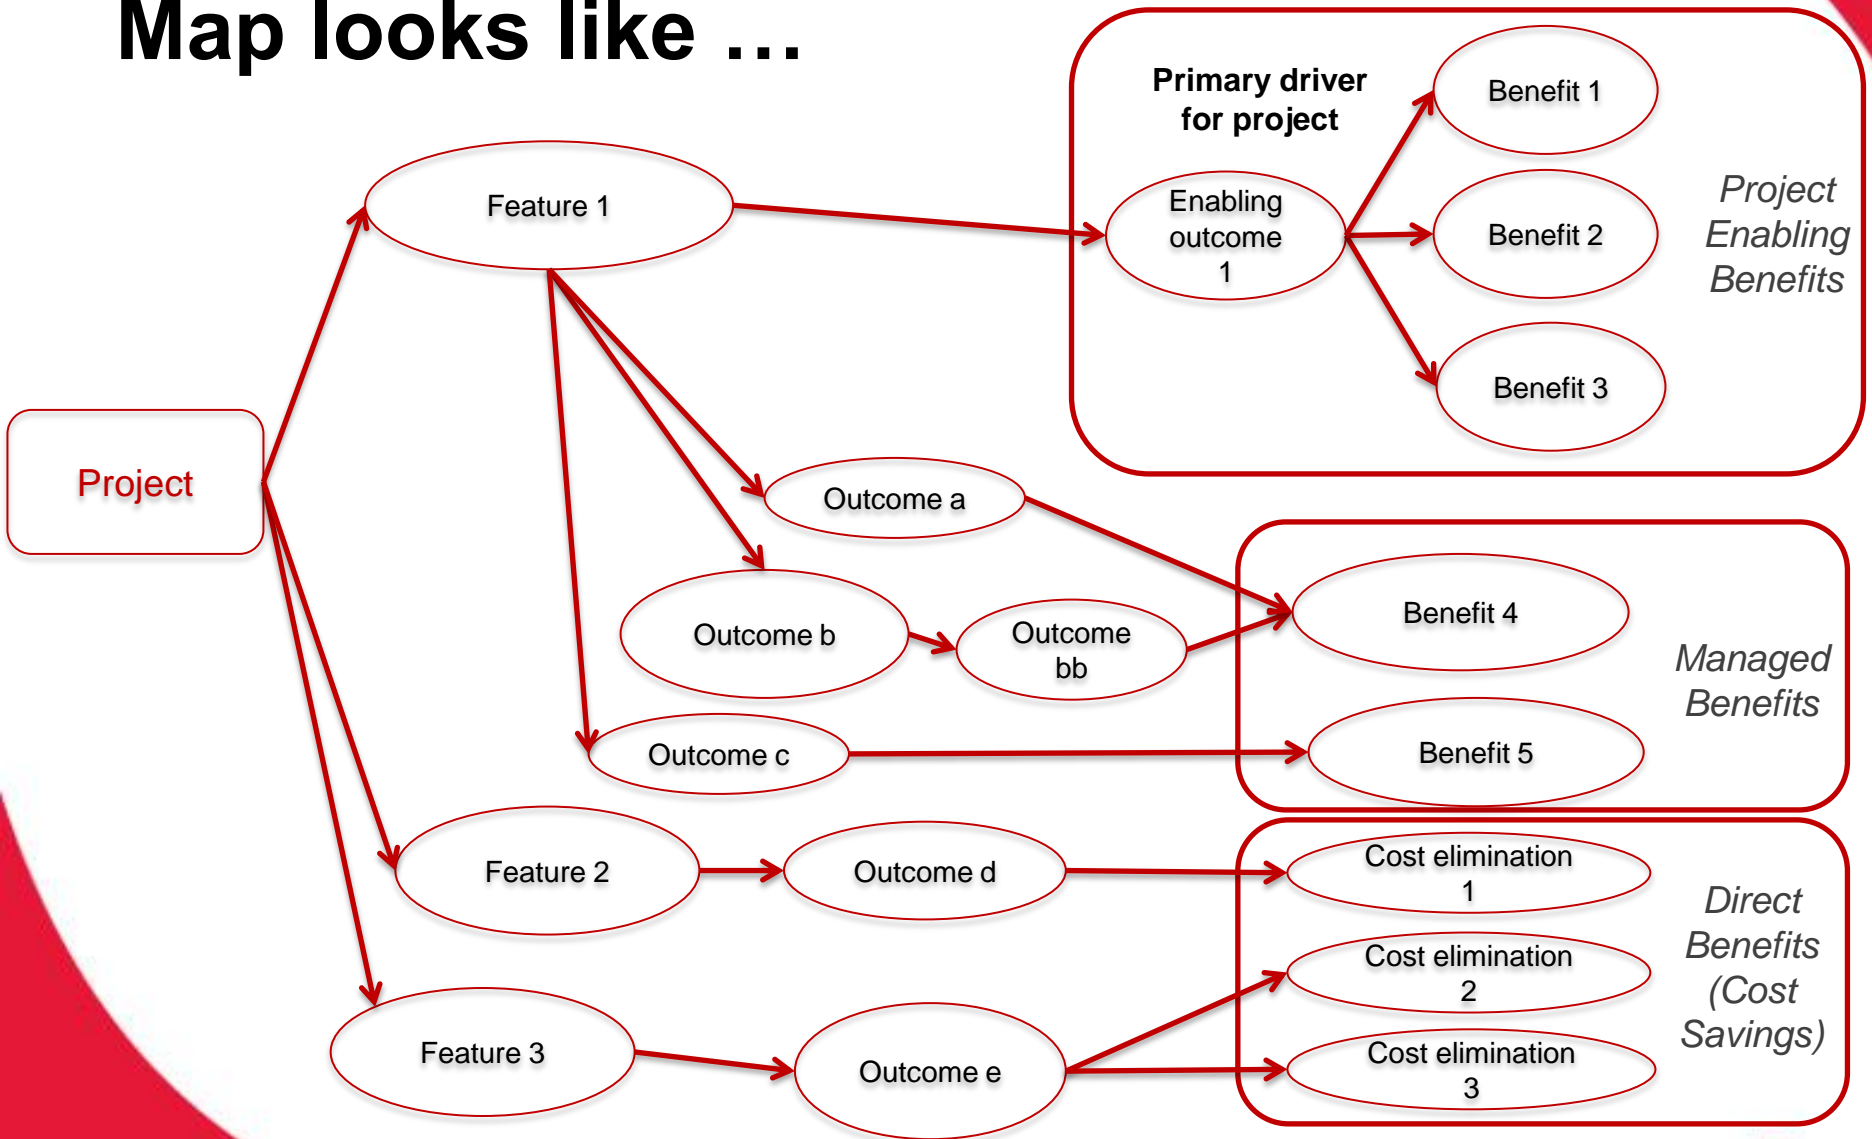 Map looks like …
Primary driver
for project
Benefit 1
Feature 1
Enabling
outcome
1
Benefit 2
Project
Enabling
Benefits
Benefit 3
Project
Outcome a
Outcome b
Outcome
bb
Benefit 4
Managed
Benefits
Outcome c
Benefit 5
Feature 2
Outcome d
Cost elimination
1
Direct
Benefits
(Cost
Savings)
Cost elimination
2
Feature 3
Outcome e
Cost elimination
3